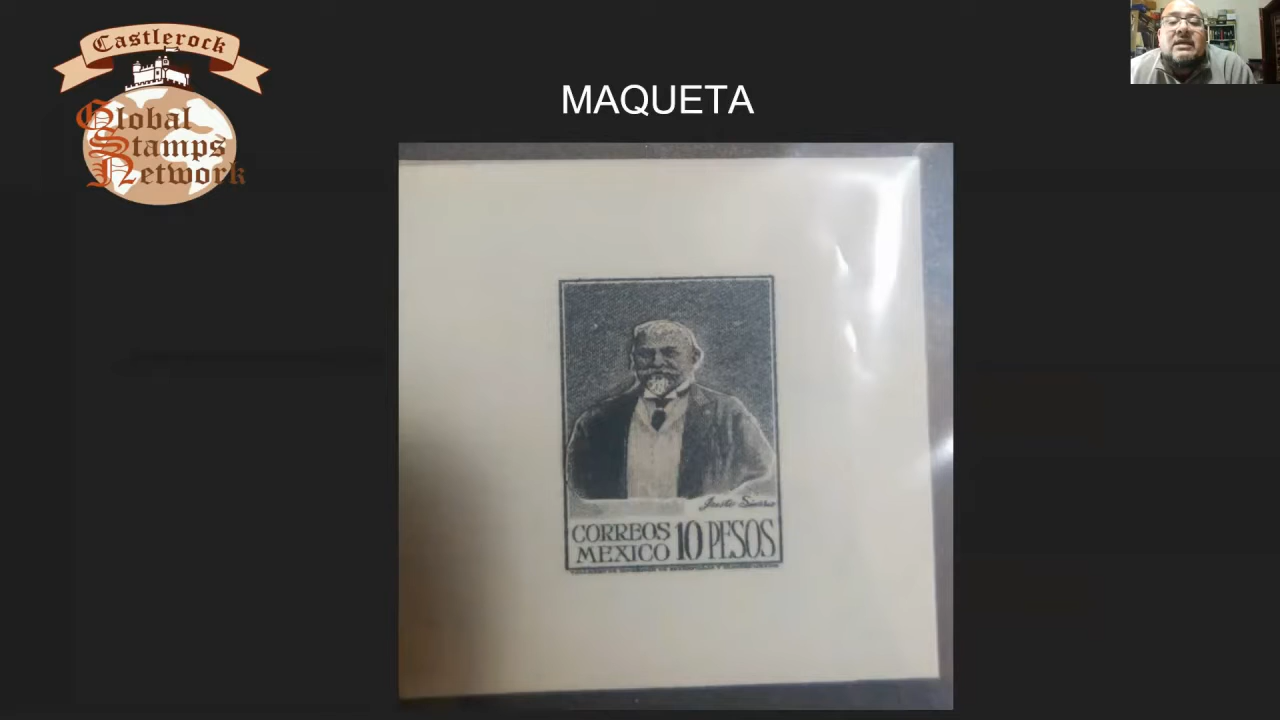 Castlerock
Global
Stamps
Network
MAQUETA
Justo Sierra
CORREOS
MEXICO
10 PESOS